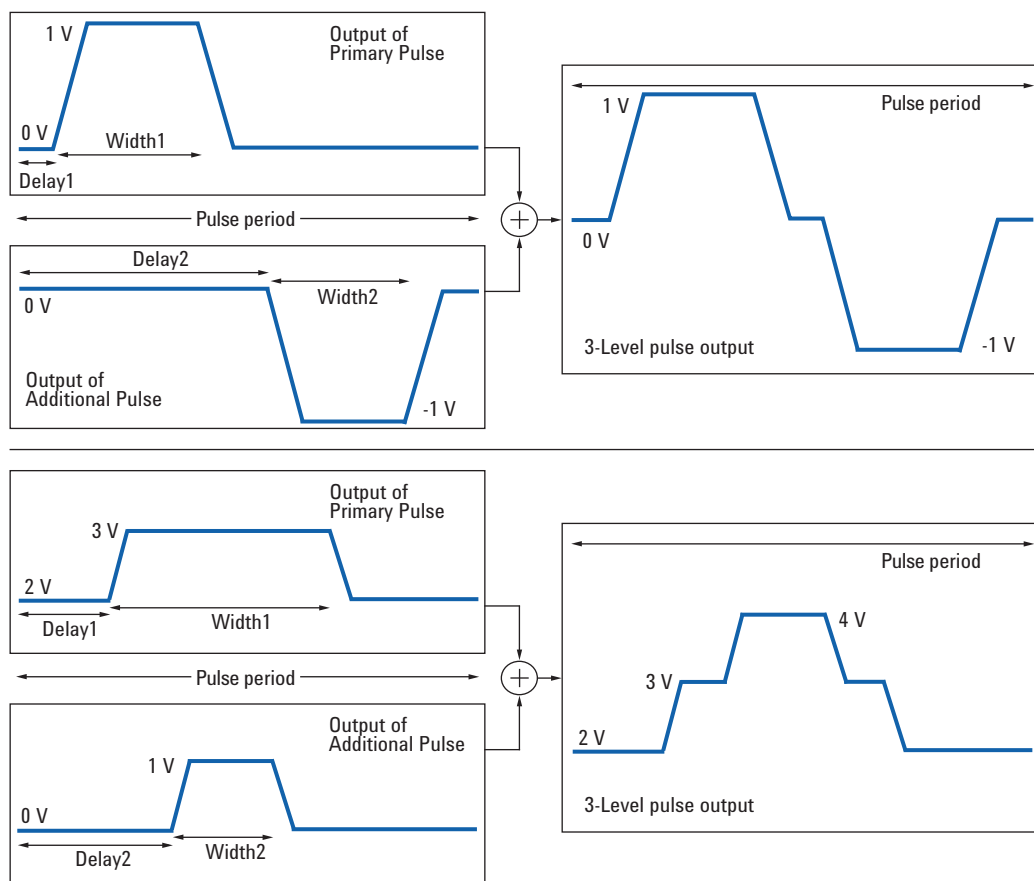 1 V
Output of
Primary Pulse
0 V
Width1
Delay1
Pulse period
Delay2
0 V
Width2
Output of
Additional Pulse
-1 V
Pulse period
1 V
0 V
3-Level pulse output
-1 V
Output of
Primary Pulse
3 V
2 V
Delay1
Width1
Pulse period
Output of
Additional Pulse
1 V
0 V
Width2
Delay2
Pulse period
4 V
3 V
2 V
3-Level pulse output